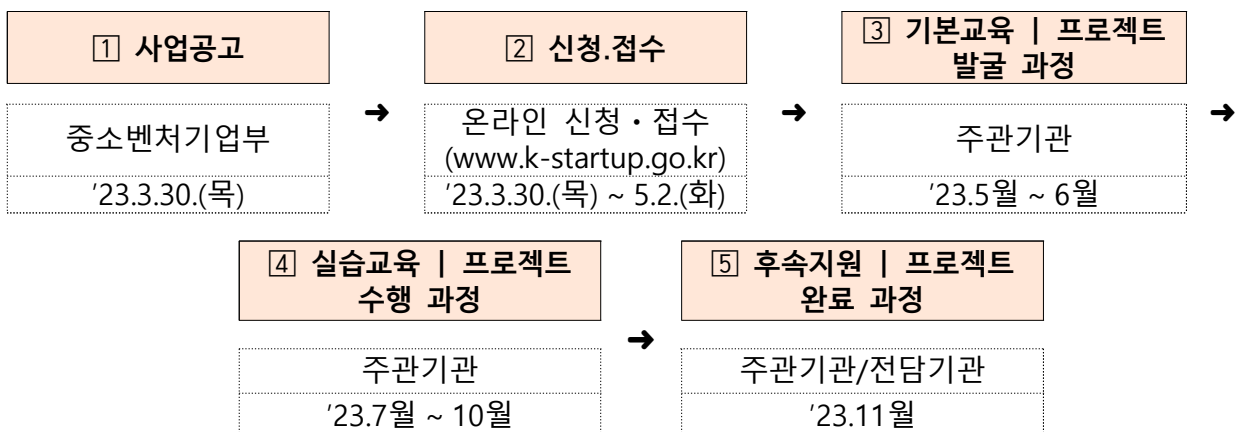 1 사업공고
중소벤처기업부
'23.3.30.(목)
➜
2 신청.접수
온라인 신청・접수
(www.k-startup.go.kr)
'23.3.30.(목) ~ 5.2.(화)
➜
3 기본교육 | 프로젝트
발굴 과정
주관기관
'23.5월 ~ 6월
➜
4 실습교육 | 프로젝트
수행 과정
주관기관
'23.7월 ~ 10월
➜
5 후속지원 | 프로젝트
완료 과정
주관기관/전담기관
'23.11월